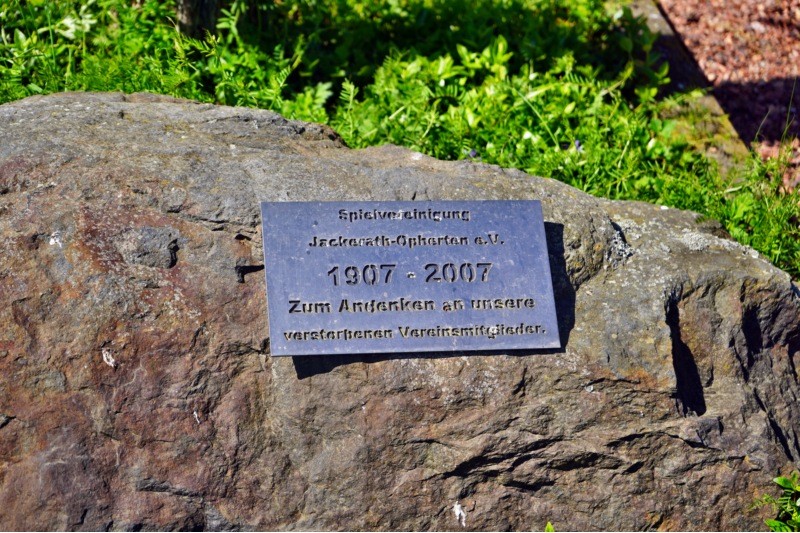 Spielvereinigung
Jackerath-Opherten e.V.
1907 - 2007
Zum Andenken an unsere
verstorbenen Vereinsmitglieder.